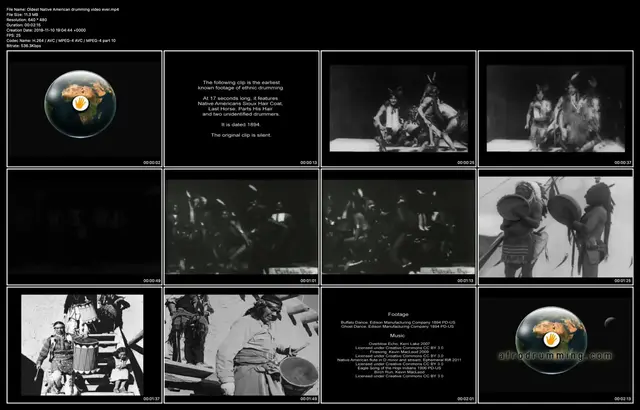 File Name: Oldest Native American drumming video ever.mp4
File Size: 11.3 MB
Resolution: 640 * 480
Duration: 00:02:15
Creation Date: 2019-11-10 19:04:44 +0000
FPS: 25
Codec Name: H.264 / AVC / MPEG-4 AVC / MPEG-4 part 10
Bitrate: 536.3Kbps
00:00:02
The following clip is the earliest
known footage of ethnic drumming.
At 17 seconds long, it features
Native Americans Sioux Hair Coat,
Last Horse, Parts His Hair
and two unidentified drummers.
It is dated 1894.
The original clip is silent.
00:00:13
00:00:25
00:00:37
00:00:49
00:01:01
00:01:13
00:01:25
00:01:37
00:01:49
Footage
Buffalo Dance, Edison Manufacturing Company 1894 PD-US
Ghost Dance, Edison Manufacturing Company 1894 PD-US
Music
Overblow Echo, Kerri Lake 2007
Licensed under Creative Commons CC BY 3.0
Firesong, Kevin MacLeod 2000
Licensed under Creative Commons CC BY 3.0
Native American flute in D minor and stream, Ephemeral Rift 2011
Licensed under Creative Commons CC BY 3.0
Eagle Song of the Hopi Indians 1906 PD-US
Birch Run, Kevin MacLeod
Licensed under Creative Commons CC BY 3.0
00:02:01
afrodrumming.com
00:02:13